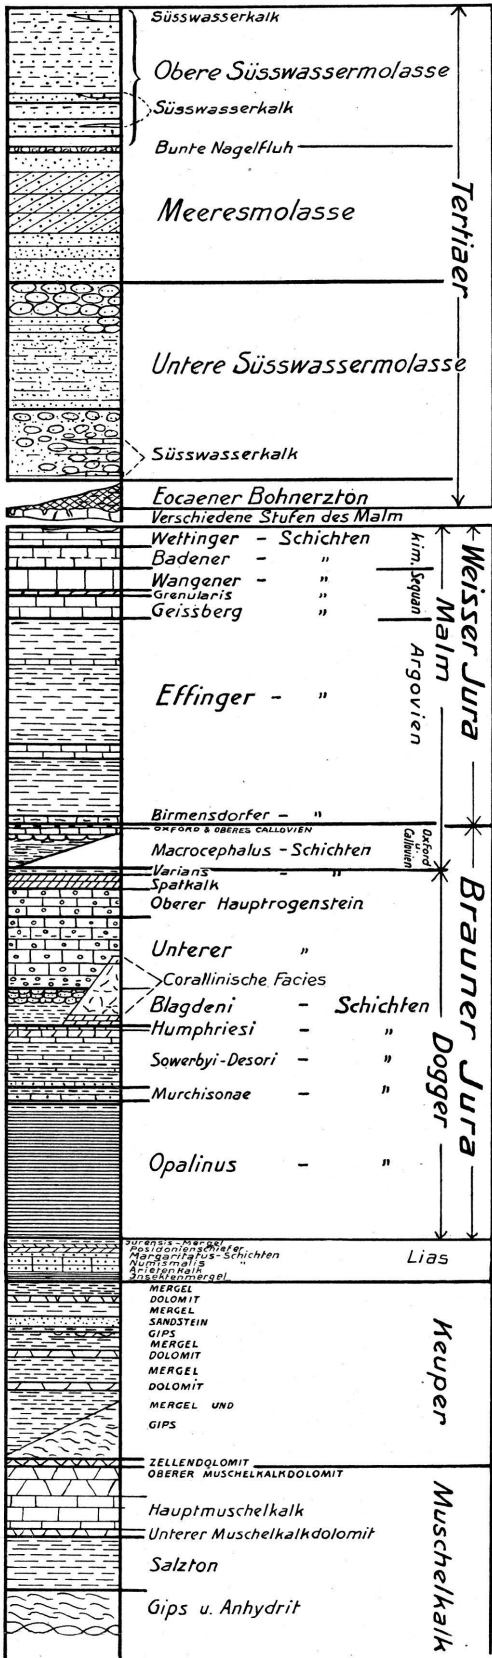 Süsswasserkalk
Obere Süsswassermolasse
Süsswasserkalk
Bunte Nagelfluh
Meeresmolasse
Untere Süsswassermolasse
Süsswasserkalk
Eocaener Bohnerzton
Verschiedene Stufen des Malm
Tertiaer
Wettinger - Schichten
Badener - "
Wangener - "
Grenularis "
Geissberg "
Effinger - "
Birmensdorfer - "
kim. Sequan
Argovien
Malm
Weisser Jura
OXFORD & OBERES CALLOVIEN
Macrocephalus - Schichten
Oxford u. Callovien
Varians - "
Spatkalk
Oberer Hauptrogenstein
Unterer "
Corallinische Facies
Blagdeni - Schichten
Humphriesi - "
Sowerbyi-Desori - "
Murchisonae - "
Opalinus - "
Dogger
Brauner Jura
Jurensis-Mergel
Posidonienschiefer
Margaritatus-Schichten
Numismalis "
Arietenkalk
Insektenmergel
Lias
MERGEL
DOLOMIT
MERGEL
SANDSTEIN
GIPS
MERGEL
DOLOMIT
MERGEL
DOLOMIT
MERGEL UND
GIPS
Keuper
ZELLENDOLOMIT
OBERER MUSCHELKALKDOLOMIT
Hauptmuschelkalk
Unterer Muschelkalkdolomit
Salzton
Gips u. Anhydrit
Muschelkalk